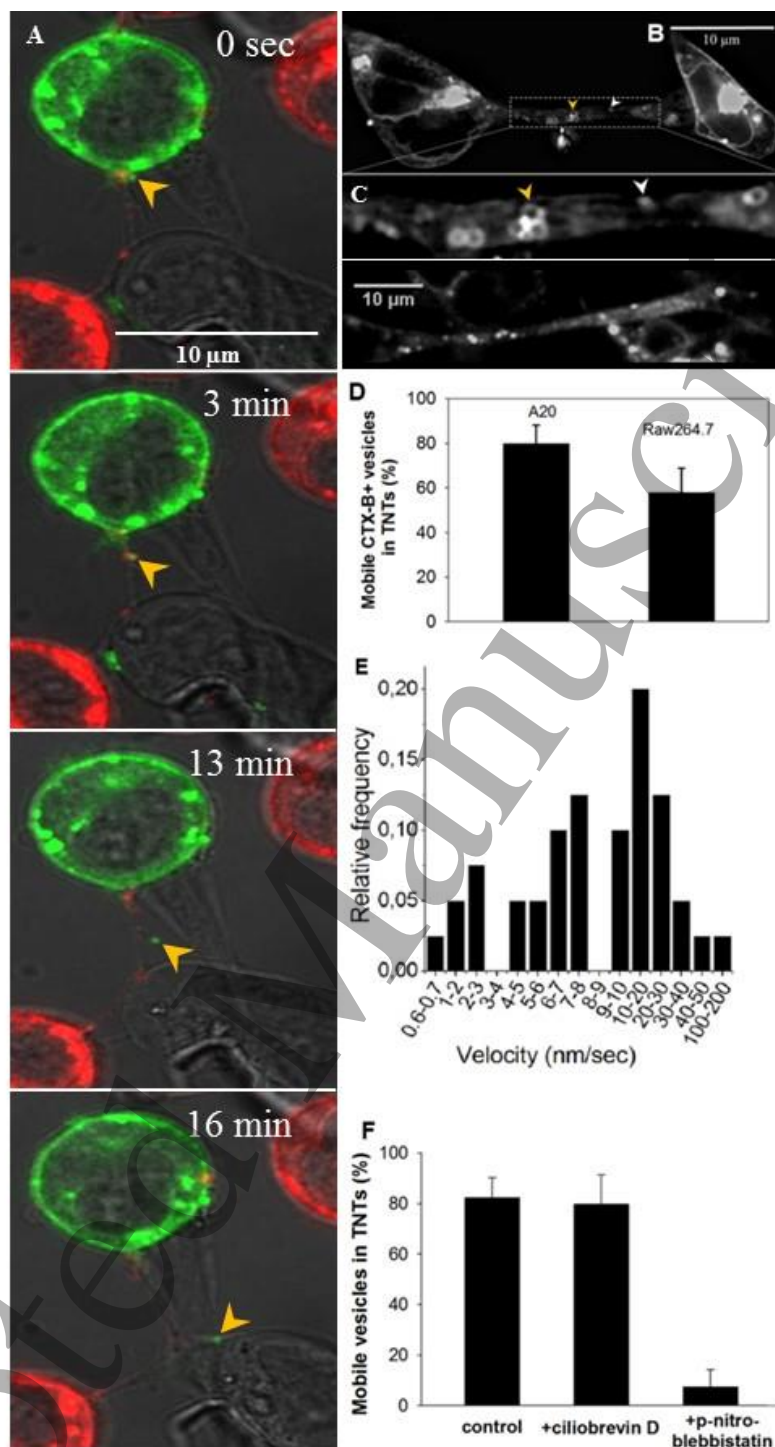 A
0 sec
10 µm
3 min
13 min
16 min
B
10 µm
C
10 µm
D
Mobile CTX-B+ vesicles
in TNTs (%)
100
80
60
40
20
0
A20
Raw264.7
E
Relative frequency
0,20
0,15
0,10
0,05
0,00
0.6-0.7
1-2
2-3
3-4
4-5
5-6
6-7
7-8
8-9
9-10
10-20
20-30
30-40
40-50
100-200
Velocity (nm/sec)
F
Mobile vesicles in TNTs (%)
100
80
60
40
20
0
control
+ciliobrevin D
+p-nitro-
blebbistatin
ted Manuscri